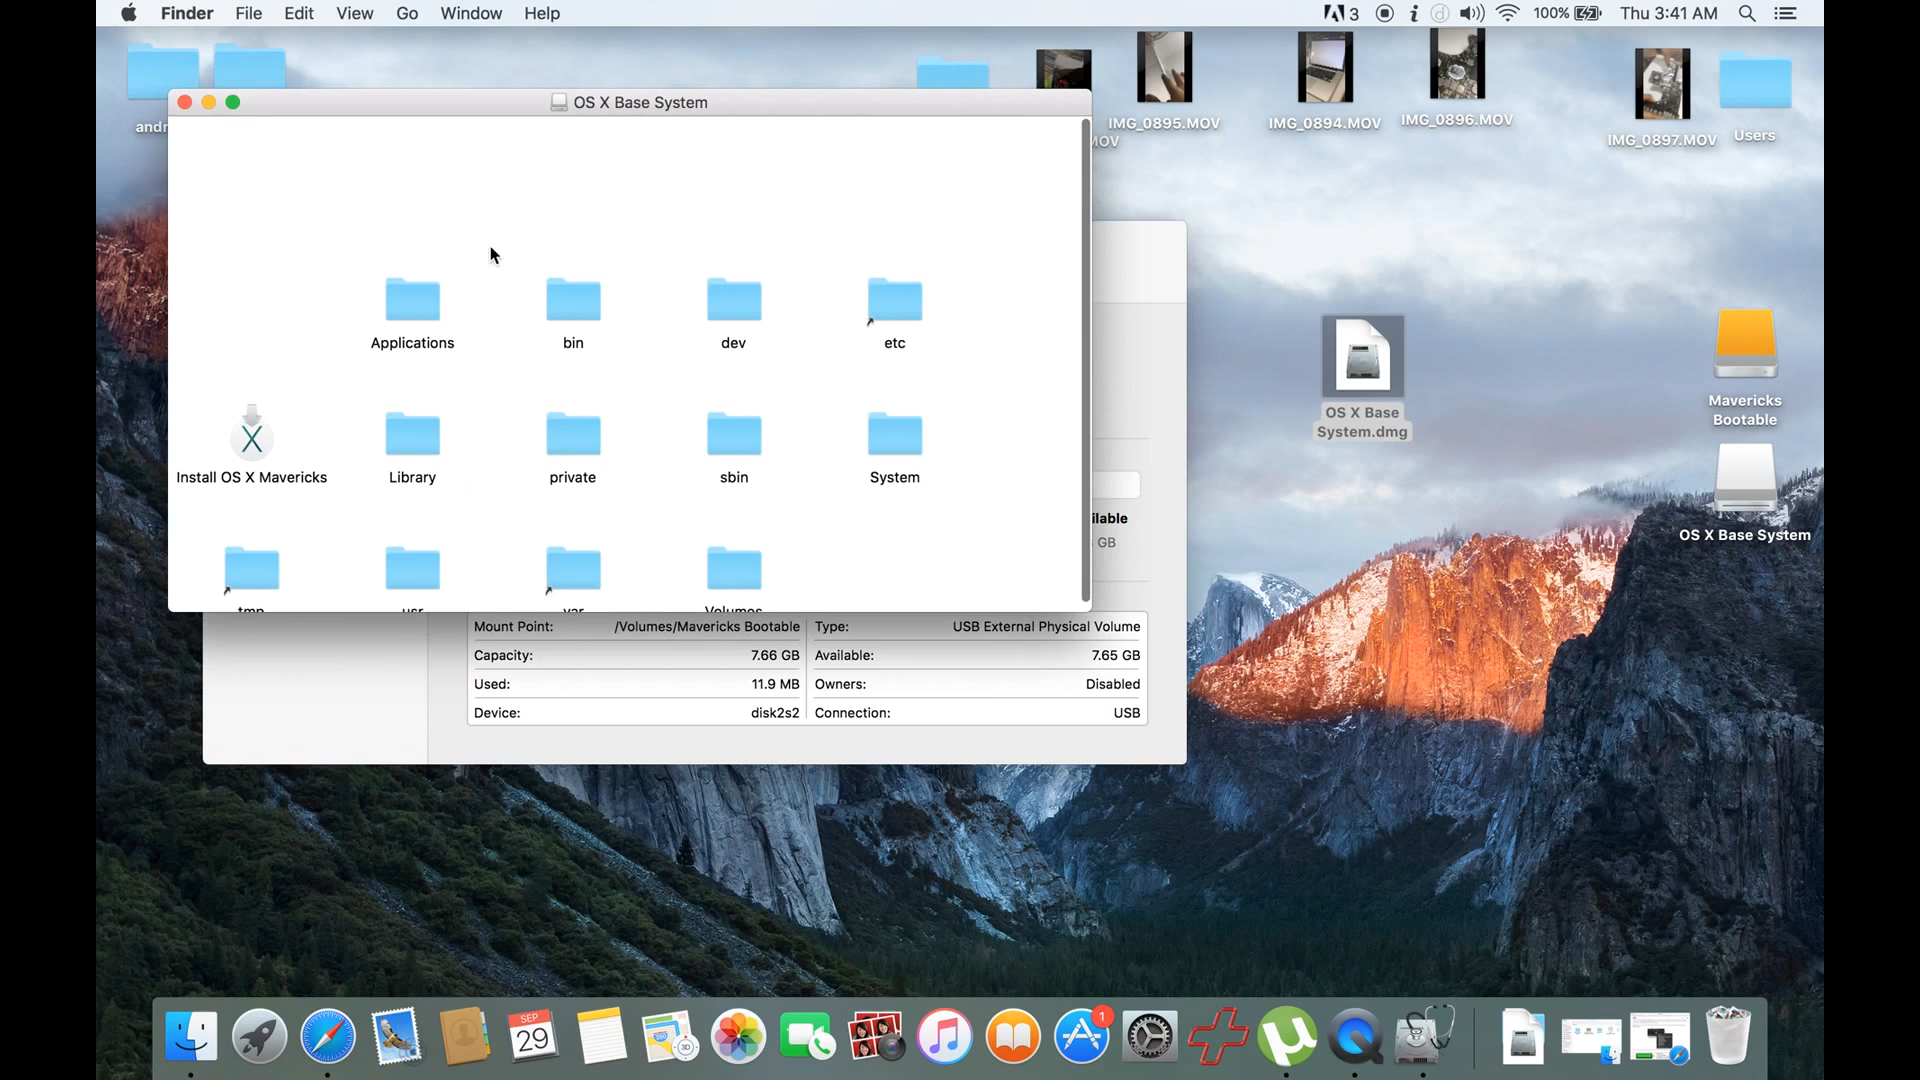 Finder File Edit View Go Window Help
3 100% Thu 3:41 AM
andr
MOV
IMG_0895.MOV
IMG_0894.MOV
IMG_0896.MOV
IMG_0897.MOV
Users
OS X Base System
Applications bin dev etc
Install OS X Mavericks Library private sbin System
tmp usr var Volumes
ilable
GB
Mount Point: /Volumes/Mavericks Bootable Type: USB External Physical Volume
Capacity: 7.66 GB Available: 7.65 GB
Used: 11.9 MB Owners: Disabled
Device: disk2s2 Connection: USB
OS X Base
System.dmg
Mavericks
Bootable
OS X Base System
SEP
29
3D
1